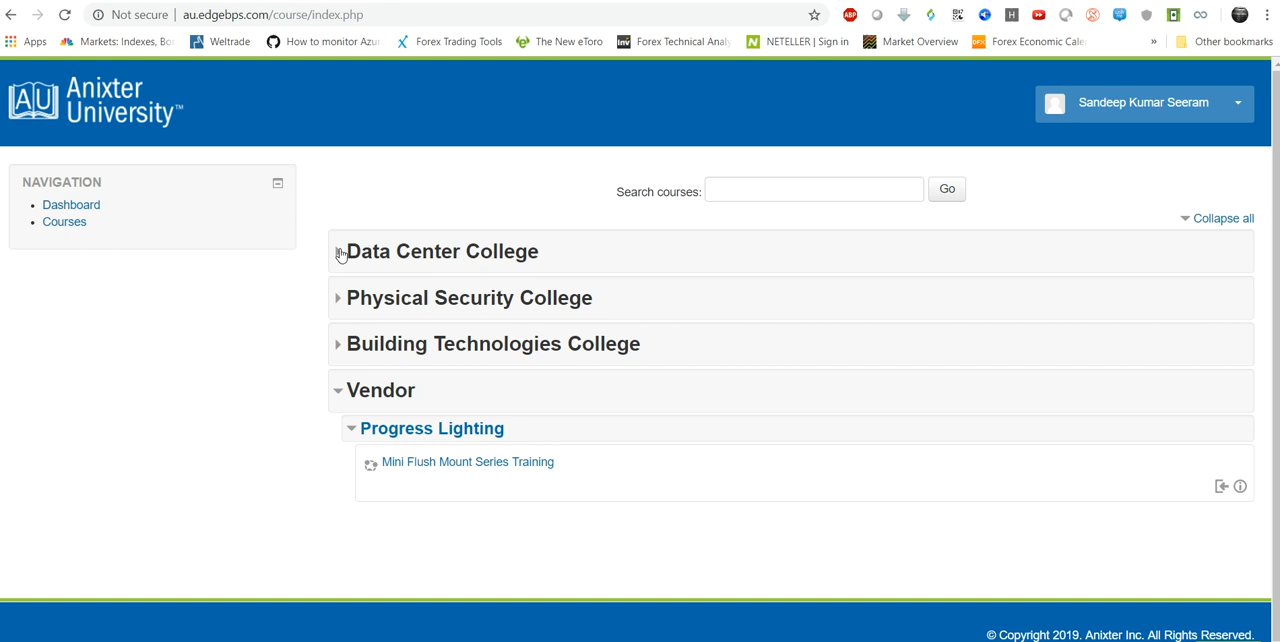 Not secure | au.edgebps.com/course/index.php
ABP
H
Apps Markets: Indexes, Bo Weltrade How to monitor Azu Forex Trading Tools The New eToro Inv Forex Technical Analy N NETELLER | Sign in Market Overview Forex Economic Cale » Other bookmarks
AU Anixter University™
Sandeep Kumar Seeram
NAVIGATION
Dashboard
Courses
Search courses: Go
Collapse all
Data Center College
Physical Security College
Building Technologies College
Vendor
Progress Lighting
Mini Flush Mount Series Training
© Copyright 2019. Anixter Inc. All Rights Reserved.